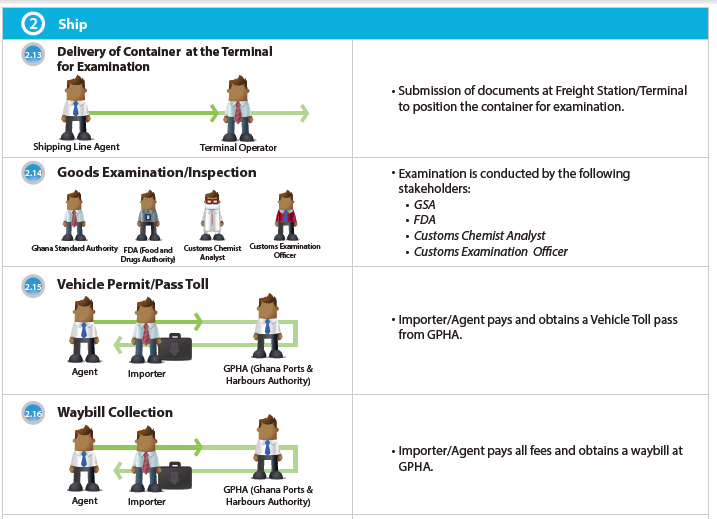 2 Ship
2.13 Delivery of Container at the Terminal
for Examination
Shipping Line Agent
Terminal Operator
• Submission of documents at Freight Station/Terminal
to position the container for examination.
2.14 Goods Examination/Inspection
Ghana Standard Authority
FDA (Food and
Drugs Authority)
Customs Chemist
Analyst
Customs Examination
Officer
• Examination is conducted by the following
stakeholders:
• GSA
• FDA
• Customs Chemist Analyst
• Customs Examination Officer
2.15 Vehicle Permit/Pass Toll
Agent
Importer
GPHA (Ghana Ports &
Harbours Authority)
• Importer/Agent pays and obtains a Vehicle Toll pass
from GPHA.
2.16 Waybill Collection
Agent
Importer
GPHA (Ghana Ports &
Harbours Authority)
• Importer/Agent pays all fees and obtains a waybill at
GPHA.